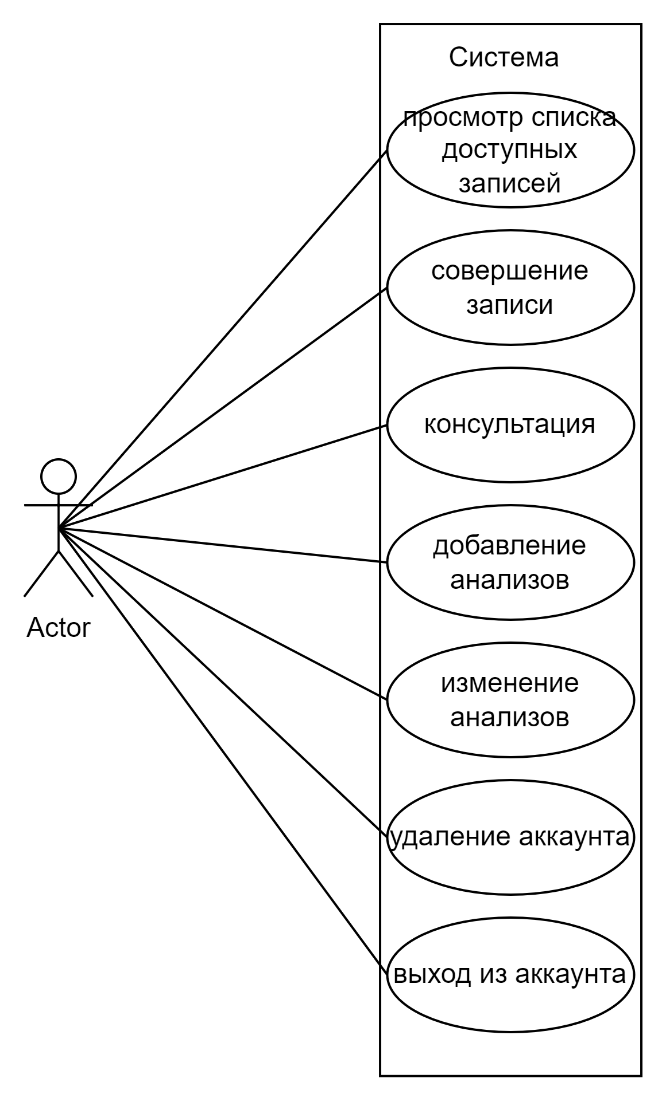 Система
просмотр списка
доступных
записей
совершение
записи
консультация
добавление
анализов
Actor
изменение
анализов
удаление аккаунта
выход из аккаунта